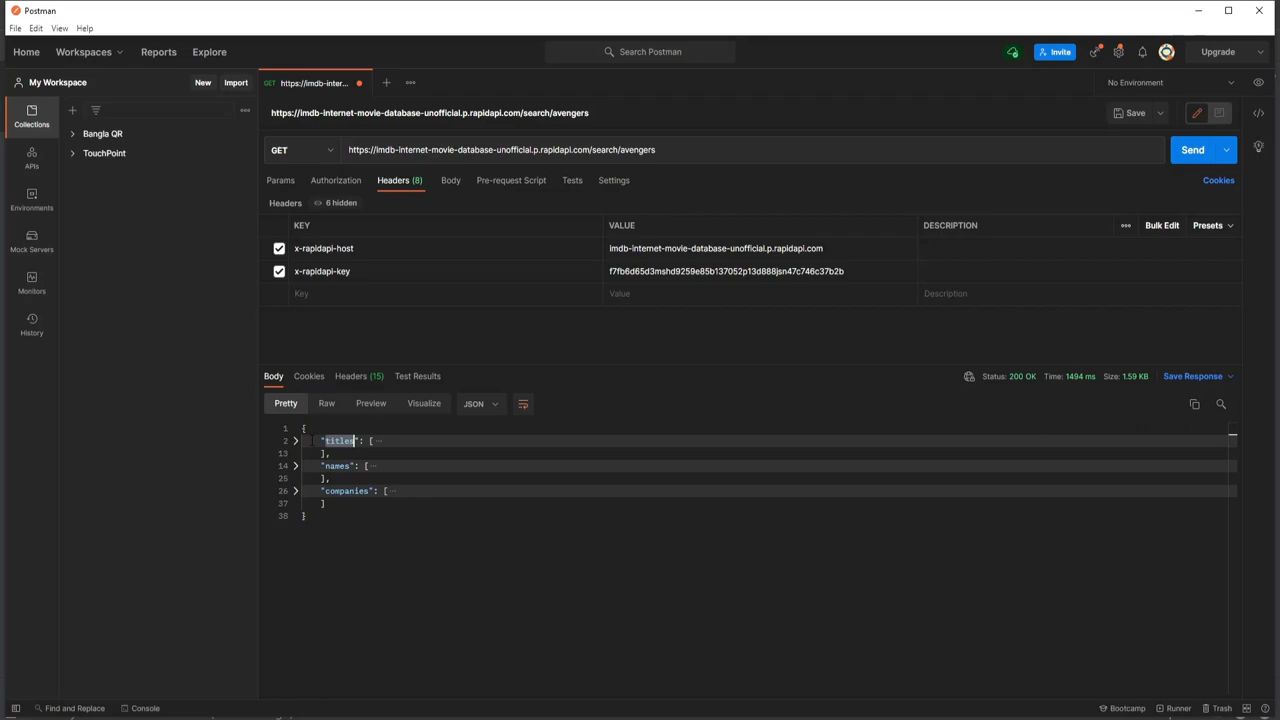 Postman
File Edit View Help
Home Workspaces Reports Explore Search Postman Invite Upgrade
My Workspace New Import GET https://imdb-inter... No Environment
Collections
APIs
Environments
Mock Servers
Monitors
History
Bangla QR
TouchPoint
https://imdb-internet-movie-database-unofficial.p.rapidapi.com/search/avengers Save
GET https://imdb-internet-movie-database-unofficial.p.rapidapi.com/search/avengers Send
Params Authorization Headers (8) Body Pre-request Script Tests Settings Cookies
Headers 6 hidden
KEY VALUE DESCRIPTION Bulk Edit Presets
x-rapidapi-host imdb-internet-movie-database-unofficial.p.rapidapi.com
x-rapidapi-key f7fb6d65d3mshd9259e85b137052p13d888jsn47c746c37b2b
Key Value Description
Body Cookies Headers (15) Test Results Status: 200 OK Time: 1494 ms Size: 1.59 KB Save Response
Pretty Raw Preview Visualize JSON
1 {
2 "titles": [
13 ],
14 "names": [
25 ],
26 "companies": [
37 ]
38 }
Find and Replace Console Bootcamp Runner Trash